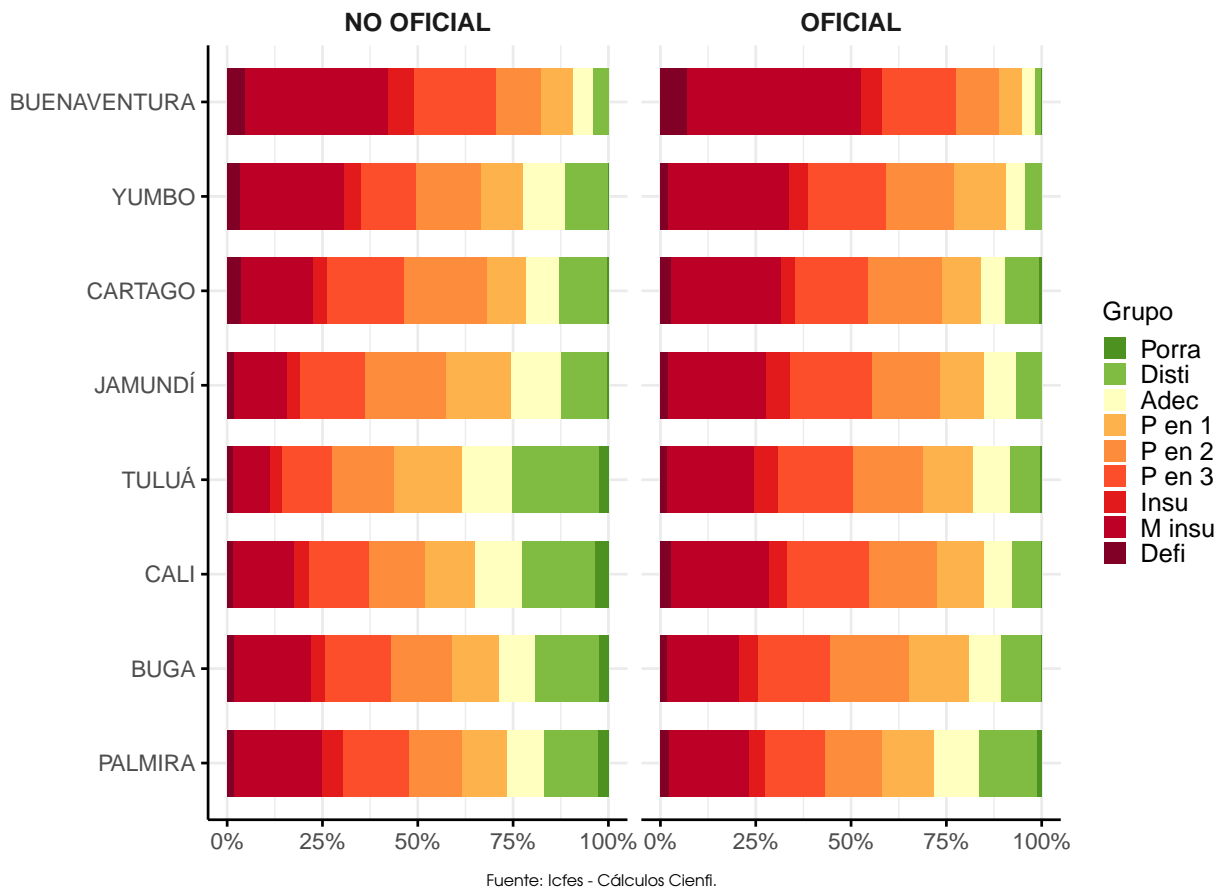 NO OFICIAL
OFICIAL
BUENAVENTURA
YUMBO
CARTAGO
JAMUNDÍ
TULUÁ
CALI
BUGA
PALMIRA
0% 25% 50% 75% 100%
0% 25% 50% 75% 100%
Grupo
Porra
Disti
Adec
P en 1
P en 2
P en 3
Insu
M insu
Defi
Fuente: Icfes - Cálculos Cienfi.